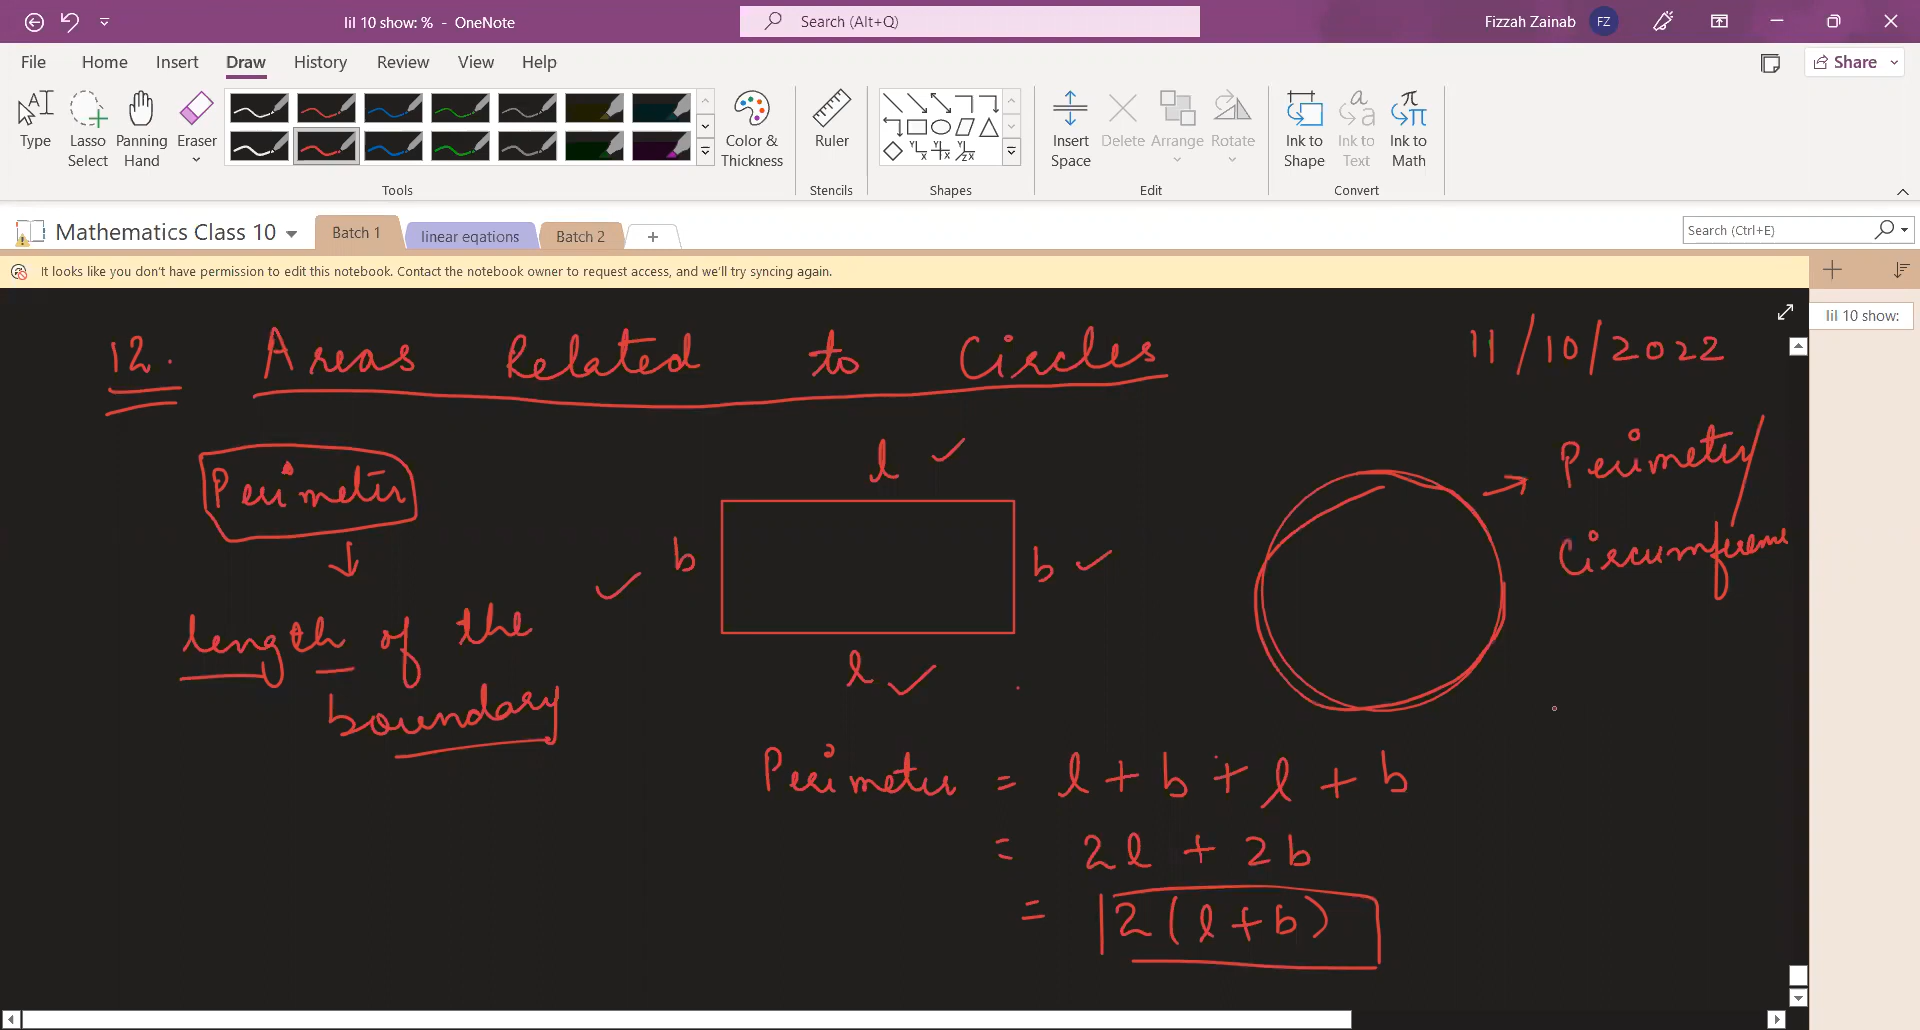 lil 10 show: % - OneNote
Search (Alt+Q)
Fizzah Zainab FZ
File Home Insert Draw History Review View Help
Share
Type
Lasso Select
Panning Hand
Eraser
Color & Thickness
Ruler
Insert Space
Delete
Arrange
Rotate
Ink to Shape
Ink to Text
Ink to Math
Tools
Stencils
Shapes
Edit
Convert
Mathematics Class 10
Batch 1
linear eqations
Batch 2
Search (Ctrl+E)
It looks like you don't have permission to edit this notebook. Contact the notebook owner to request access, and we'll try syncing again.
lil 10 show:
12. Areas Related to Circles
11/10/2022
Perimeter
↓
length of the
boundary
l ✓
b
b ✓
l ✓
✓
→ Perimeter/
Circumference
Perimeter = l + b + l + b
= 2l + 2b
= 2(l+b)